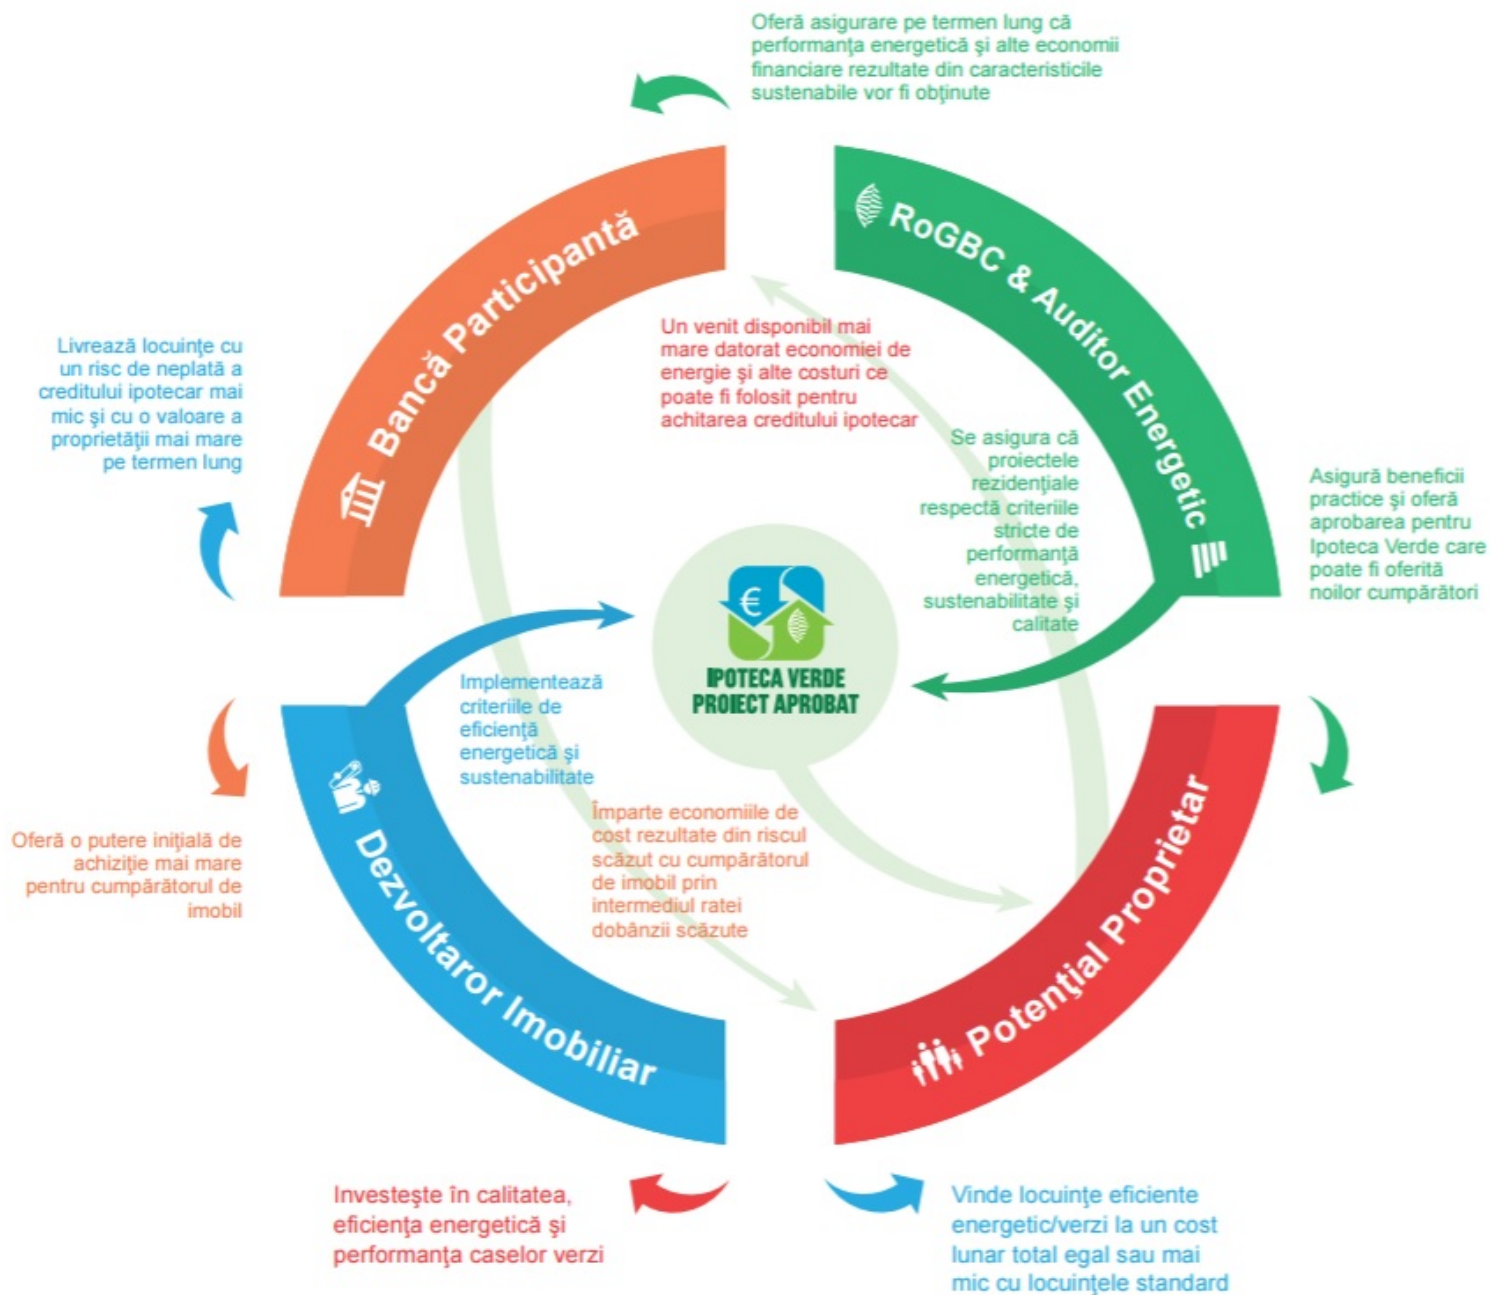 Oferă asigurare pe termen lung că
performanţa energetică şi alte economii
financiare rezultate din caracteristicile
sustenabile vor fi obţinute
Bancă Participantă
RoGBC & Auditor Energetic
Livrează locuinţe cu
un risc de neplată a
creditului ipotecar mai
mic şi cu o valoare a
proprietăţii mai mare
pe termen lung
Un venit disponibil mai
mare datorat economiei de
energie şi alte costuri ce
poate fi folosit pentru
achitarea creditului ipotecar
Se asigura că
proiectele
rezidenţiale
respectă criteriile
stricte de
performanţă
energetică,
sustenabilitate şi
calitate
Asigură beneficii
practice şi oferă
aprobarea pentru
Ipoteca Verde care
poate fi oferită
noilor cumpărători
€
IPOTECA VERDE
PROIECT APROBAT
Implementează
criteriile de
eficienţă
energetică şi
sustenabilitate
Împarte economiile de
cost rezultate din riscul
scăzut cu cumpărătorul
de imobil prin
intermediul ratei
dobânzii scăzute
Oferă o putere iniţială de
achiziţie mai mare
pentru cumpărătorul de
imobil
Dezvoltaror Imobiliar
Potenţial Proprietar
Investeşte în calitatea,
eficienţa energetică şi
performanţa caselor verzi
Vinde locuinţe eficiente
energetic/verzi la un cost
lunar total egal sau mai
mic cu locuinţele standard